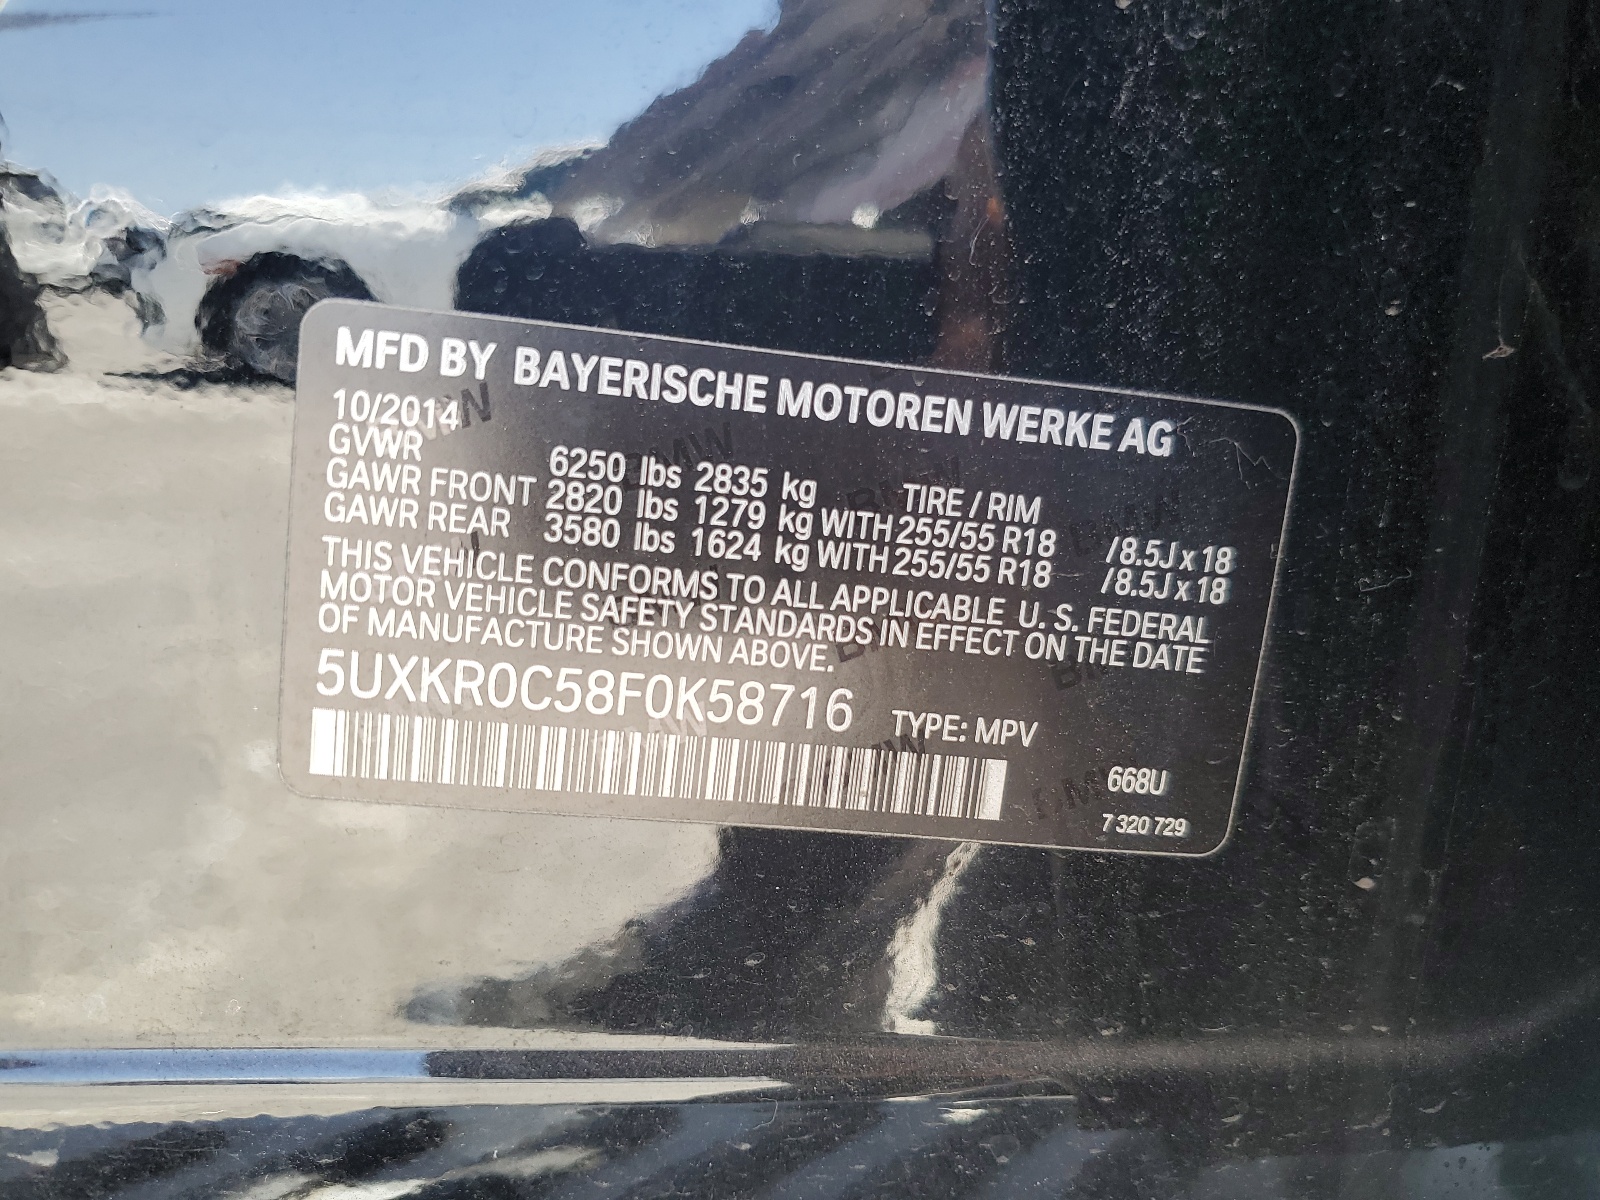 MFD BY BAYERISCHE MOTOREN WERKE AG
10/2014
GVWR 6250 lbs 2835 kg TIRE / RIM
GAWR FRONT 2820 lbs 1279 kg WITH 255/55 R18 /8.5J x 18
GAWR REAR 3580 lbs 1624 kg WITH 255/55 R18 /8.5J x 18
THIS VEHICLE CONFORMS TO ALL APPLICABLE U. S. FEDERAL
MOTOR VEHICLE SAFETY STANDARDS IN EFFECT ON THE DATE
OF MANUFACTURE SHOWN ABOVE.
5UXKR0C58F0K58716 TYPE: MPV
668U
7 320 729